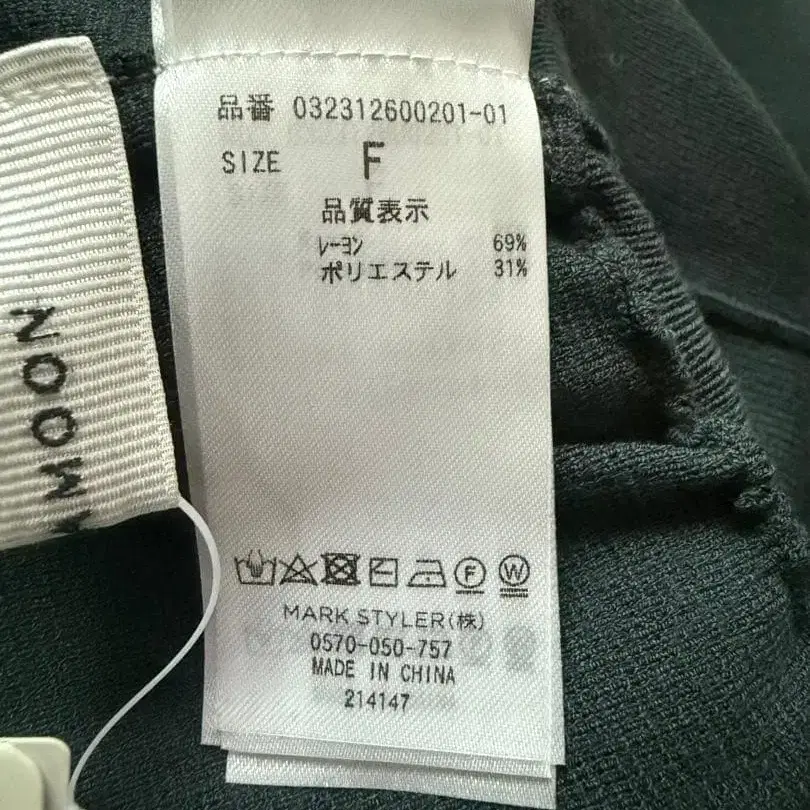 品番 032312600201-01
SIZE F
品質表示
レーヨン 69%
ポリエステル 31%
F W
MARK STYLER(株)
0570-050-757
MADE IN CHINA
214147
NOOM